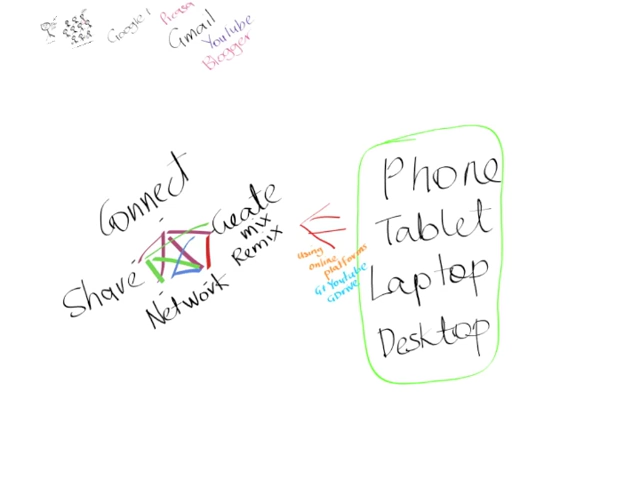 Google+
Picasa
Gmail
YouTube
Blogger
Connect
Create
mix
Remix
Share
Network
Using
online
platforms
G+ YouTube
GDrive
Phone
Tablet
Laptop
Desktop